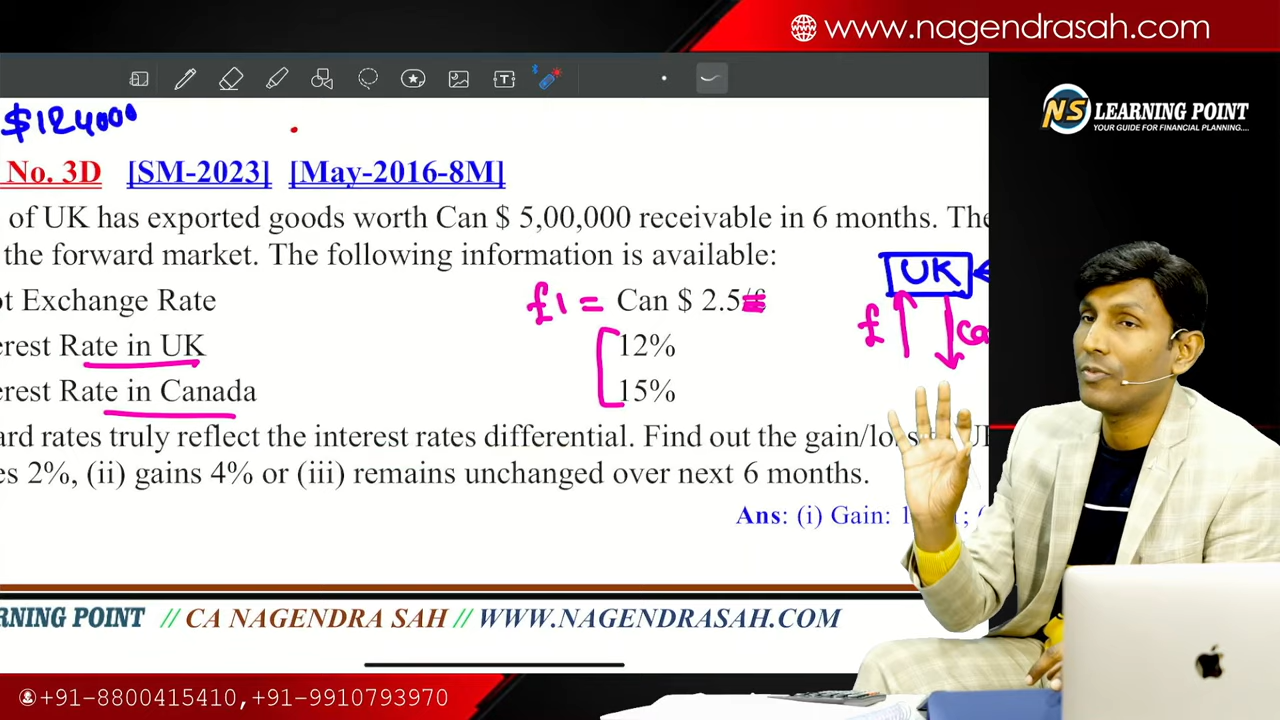 www.nagendrasah.com
NS LEARNING POINT
YOUR GUIDE FOR FINANCIAL PLANNING....
$124000
No. 3D [SM-2023] [May-2016-8M]
of UK has exported goods worth Can $ 5,00,000 receivable in 6 months. The
the forward market. The following information is available:
ot Exchange Rate £1 = Can $ 2.5/£
erest Rate in UK 12%
erest Rate in Canada 15%
UK
£ Ca
ard rates truly reflect the interest rates differential. Find out the gain/los
es 2%, (ii) gains 4% or (iii) remains unchanged over next 6 months.
Ans: (i) Gain: 1
RNING POINT // CA NAGENDRA SAH // WWW.NAGENDRASAH.COM
+91-8800415410,+91-9910793970